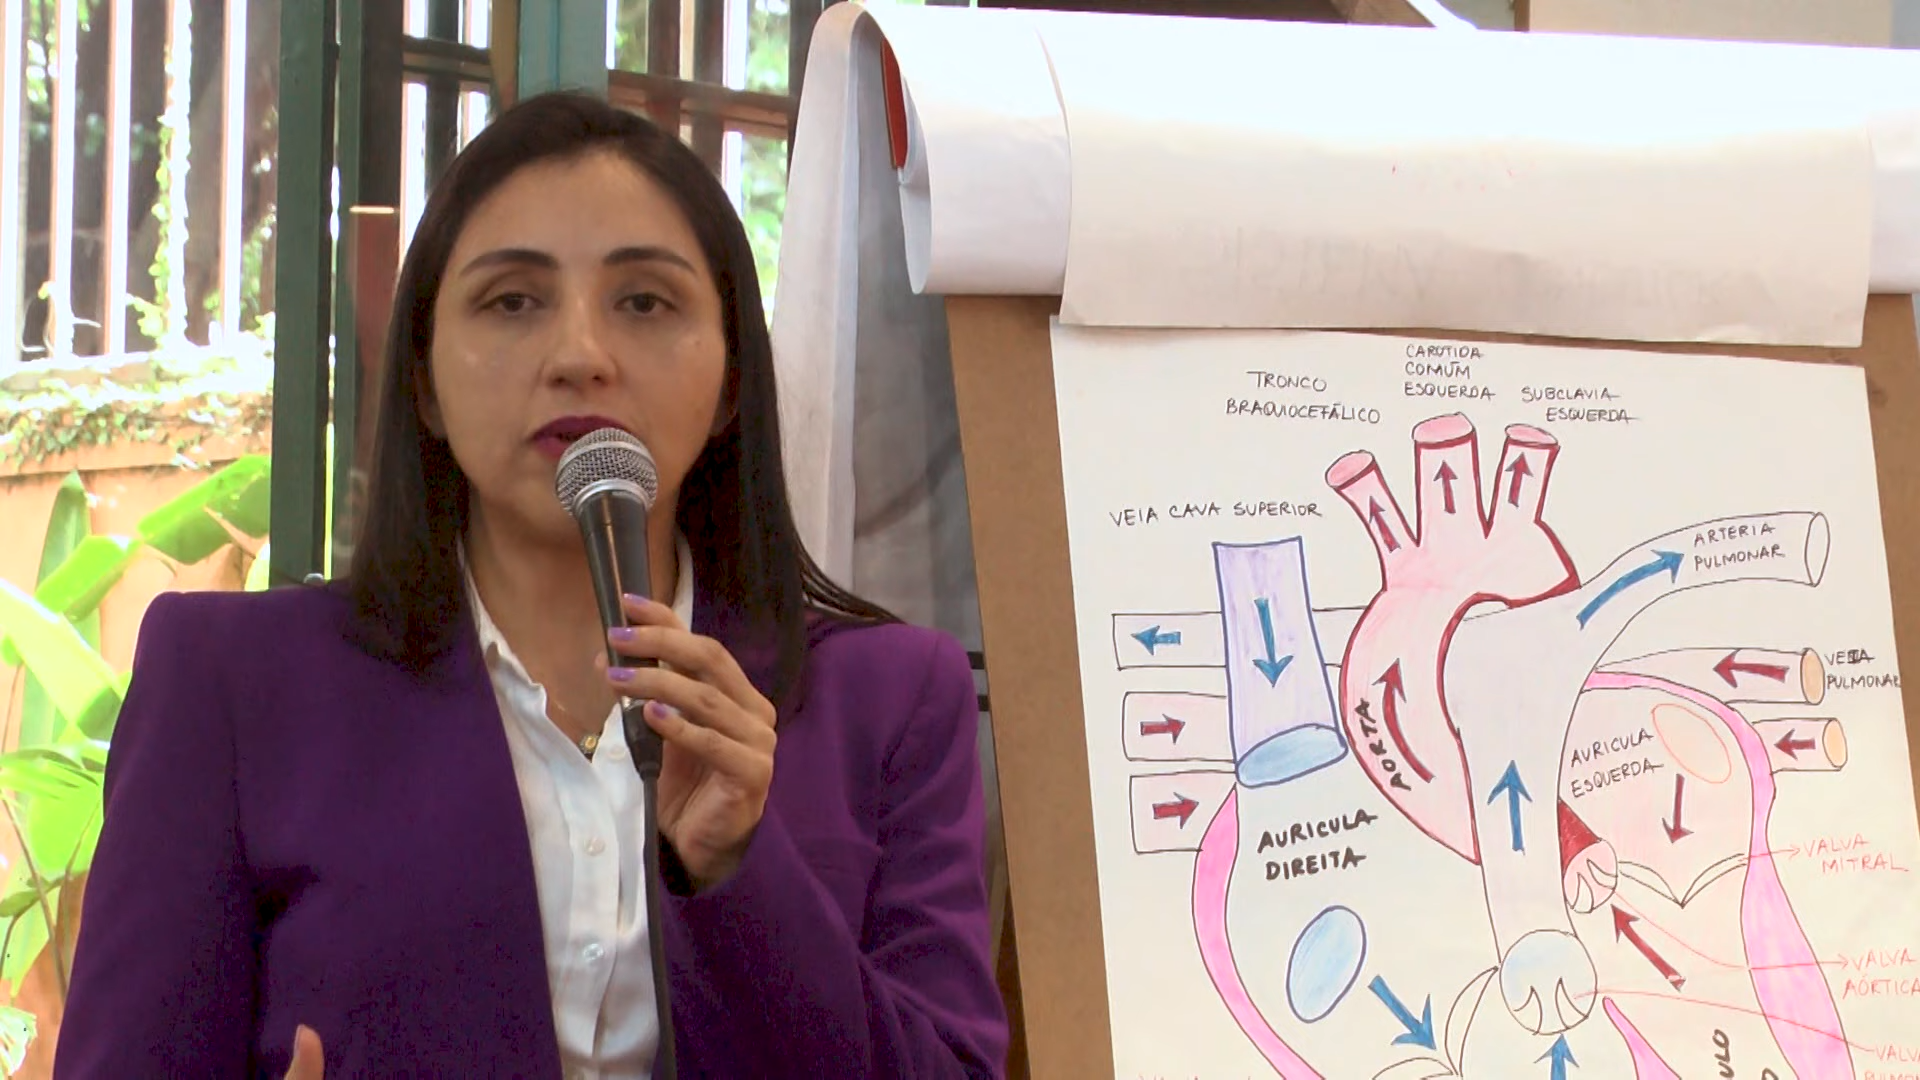 CAROTIDA
COMUM
ESQUERDA
TRONCO
BRAQUIOCEFÁLICO
SUBCLAVIA
ESQUERDA
VEIA CAVA SUPERIOR
ARTERIA
PULMONAR
VEIA
PULMONAR
AORTA
AURICULA
ESQUERDA
AURICULA
DIREITA
VALVA
MITRAL
VALVA
AÓRTICA